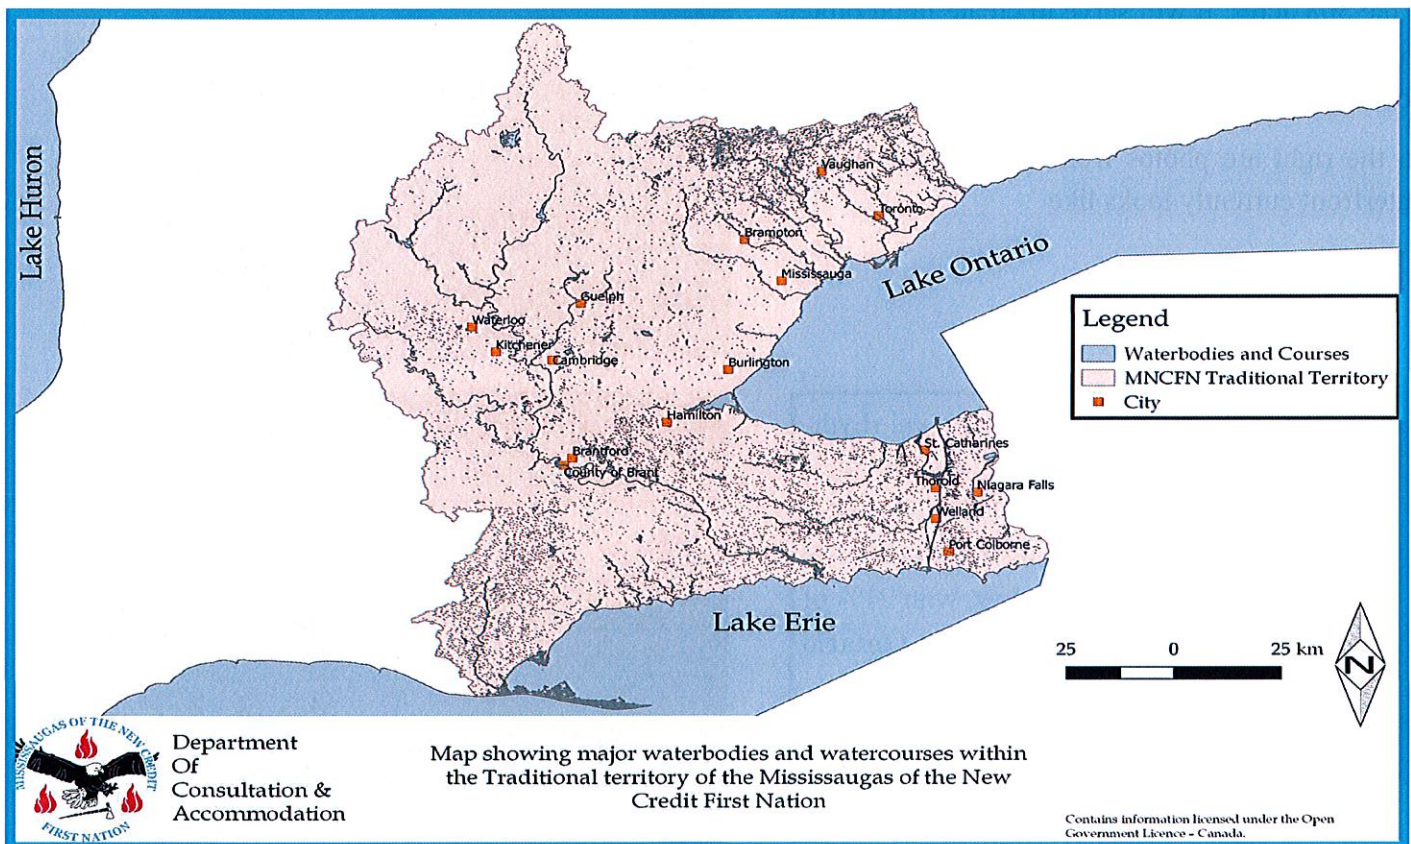 Lake Huron
Vaughan
Toronto
Brampton
Mississauga
Lake Ontario
Guelph
Waterloo
Kitchener
Cambridge
Burlington
Hamilton
Brantford
County of Brant
St. Catharines
Thorold
Niagara Falls
Welland
Port Colborne
Lake Erie
Legend
Waterbodies and Courses
MNCFN Traditional Territory
City
25 0 25 km
N
MISSISSAUGAS OF THE NEW CREDIT
FIRST NATION
Department
Of
Consultation &
Accommodation
Map showing major waterbodies and watercourses within
the Traditional territory of the Mississaugas of the New
Credit First Nation
Contains information licensed under the Open
Government Licence - Canada.